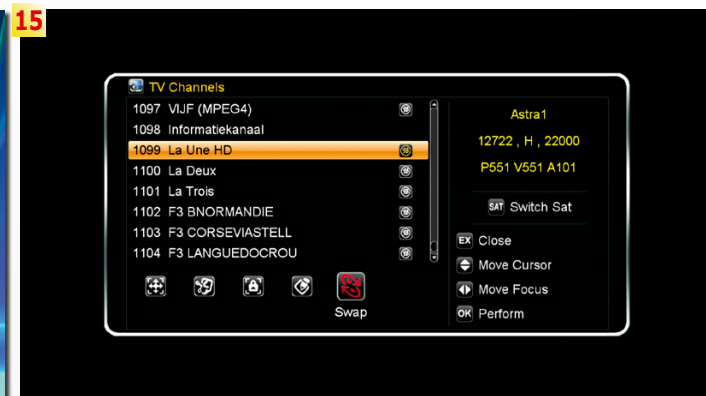 15
TV Channels
1097 VIJF (MPEG4)
1098 Informatiekanaal
1099 La Une HD
1100 La Deux
1101 La Trois
1102 F3 BNORMANDIE
1103 F3 CORSEVIASTELL
1104 F3 LANGUEDOCROU
Swap
Astra1
12722 , H , 22000
P551 V551 A101
SAT Switch Sat
EX Close
Move Cursor
Move Focus
OK Perform